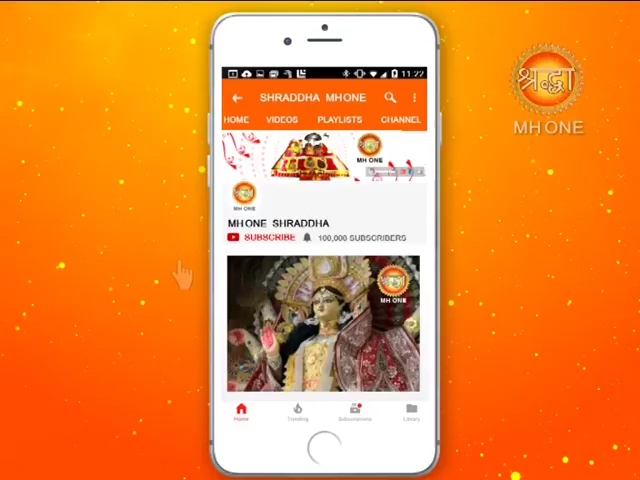 11:22
SHRADDHA MHONE
HOME VIDEOS PLAYLISTS CHANNEL
MH ONE
श्रद्धा
MH ONE
MH ONE
MHONE SHRADDHA
SUBSCRIBE 100,000 SUBSCRIBERS
MH ONE
Home Trending Subscriptions Library